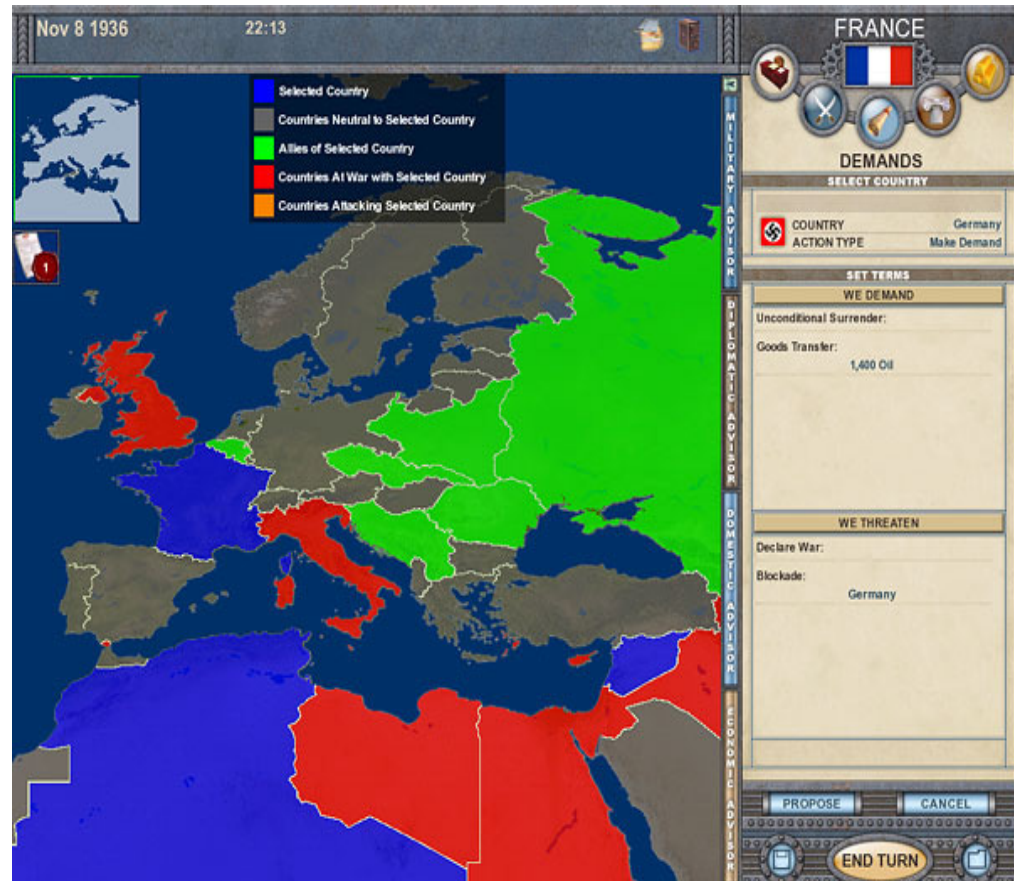 Nov 8 1936
22:13
Selected Country
Countries Neutral to Selected Country
Allies of Selected Country
Countries At War with Selected Country
Countries Attacking Selected Country
1
MILITARY ADVISOR
DIPLOMATIC ADVISOR
DOMESTIC ADVISOR
ECONOMIC ADVISOR
FRANCE
DEMANDS
SELECT COUNTRY
COUNTRY Germany
ACTION TYPE Make Demand
SET TERMS
WE DEMAND
Unconditional Surrender:
Goods Transfer:
1,400 Oil
WE THREATEN
Declare War:
Blockade:
Germany
PROPOSE CANCEL
END TURN